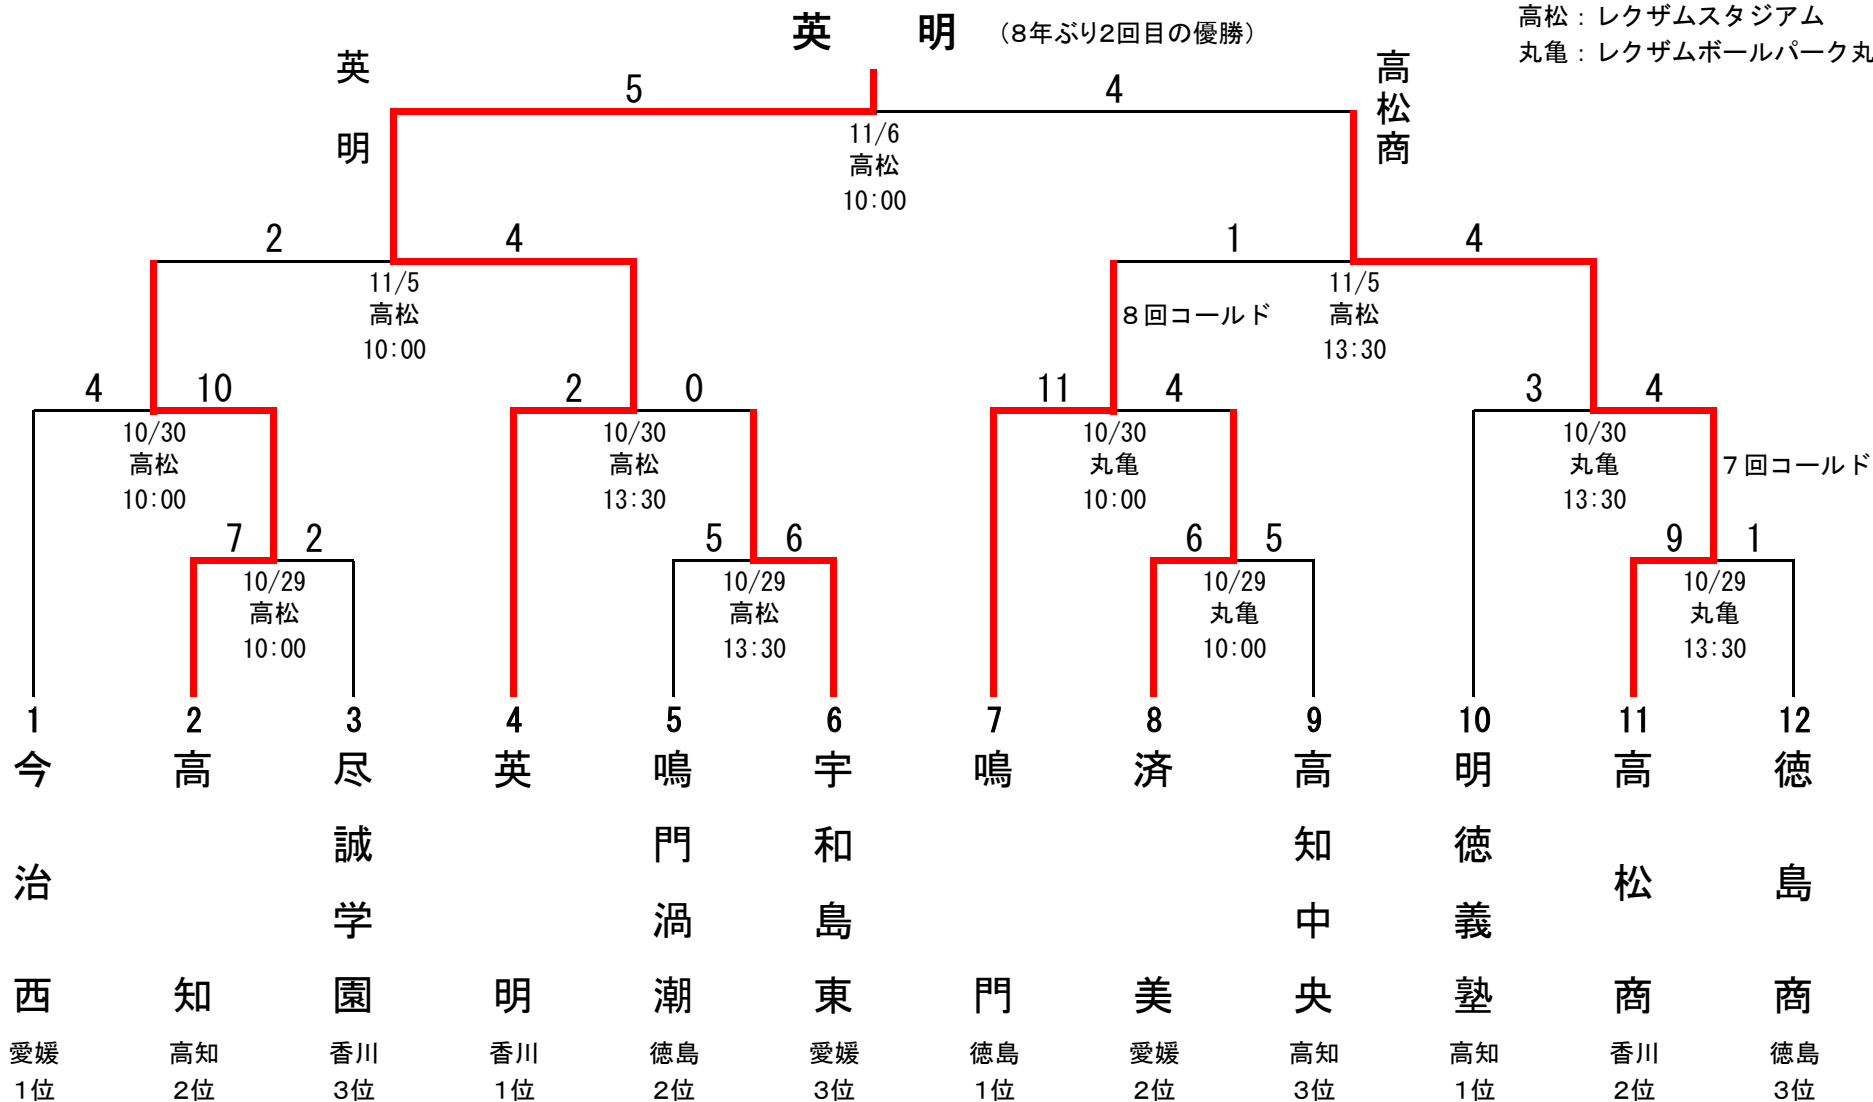 英 明 （8年ぶり2回目の優勝）
高松：レクザムスタジアム
丸亀：レクザムボールパーク丸
英明
高松商
5 4
11/6
高松
10:00
2 4
11/5
高松
10:00
1 4
11/5
高松
13:30
8回コールド
4 10
10/30
高松
10:00
2 0
10/30
高松
13:30
11 4
10/30
丸亀
10:00
3 4
10/30
丸亀
13:30
7回コールド
7 2
10/29
高松
10:00
5 6
10/29
高松
13:30
6 5
10/29
丸亀
10:00
9 1
10/29
丸亀
13:30
1
今治西
愛媛
1位
2
高知
高知
2位
3
尽誠学園
香川
3位
4
英明
香川
1位
5
鳴門渦潮
徳島
2位
6
宇和島東
愛媛
3位
7
鳴門
徳島
1位
8
済美
愛媛
2位
9
高知中央
高知
3位
10
明徳義塾
高知
1位
11
高松商
香川
2位
12
徳島商
徳島
3位